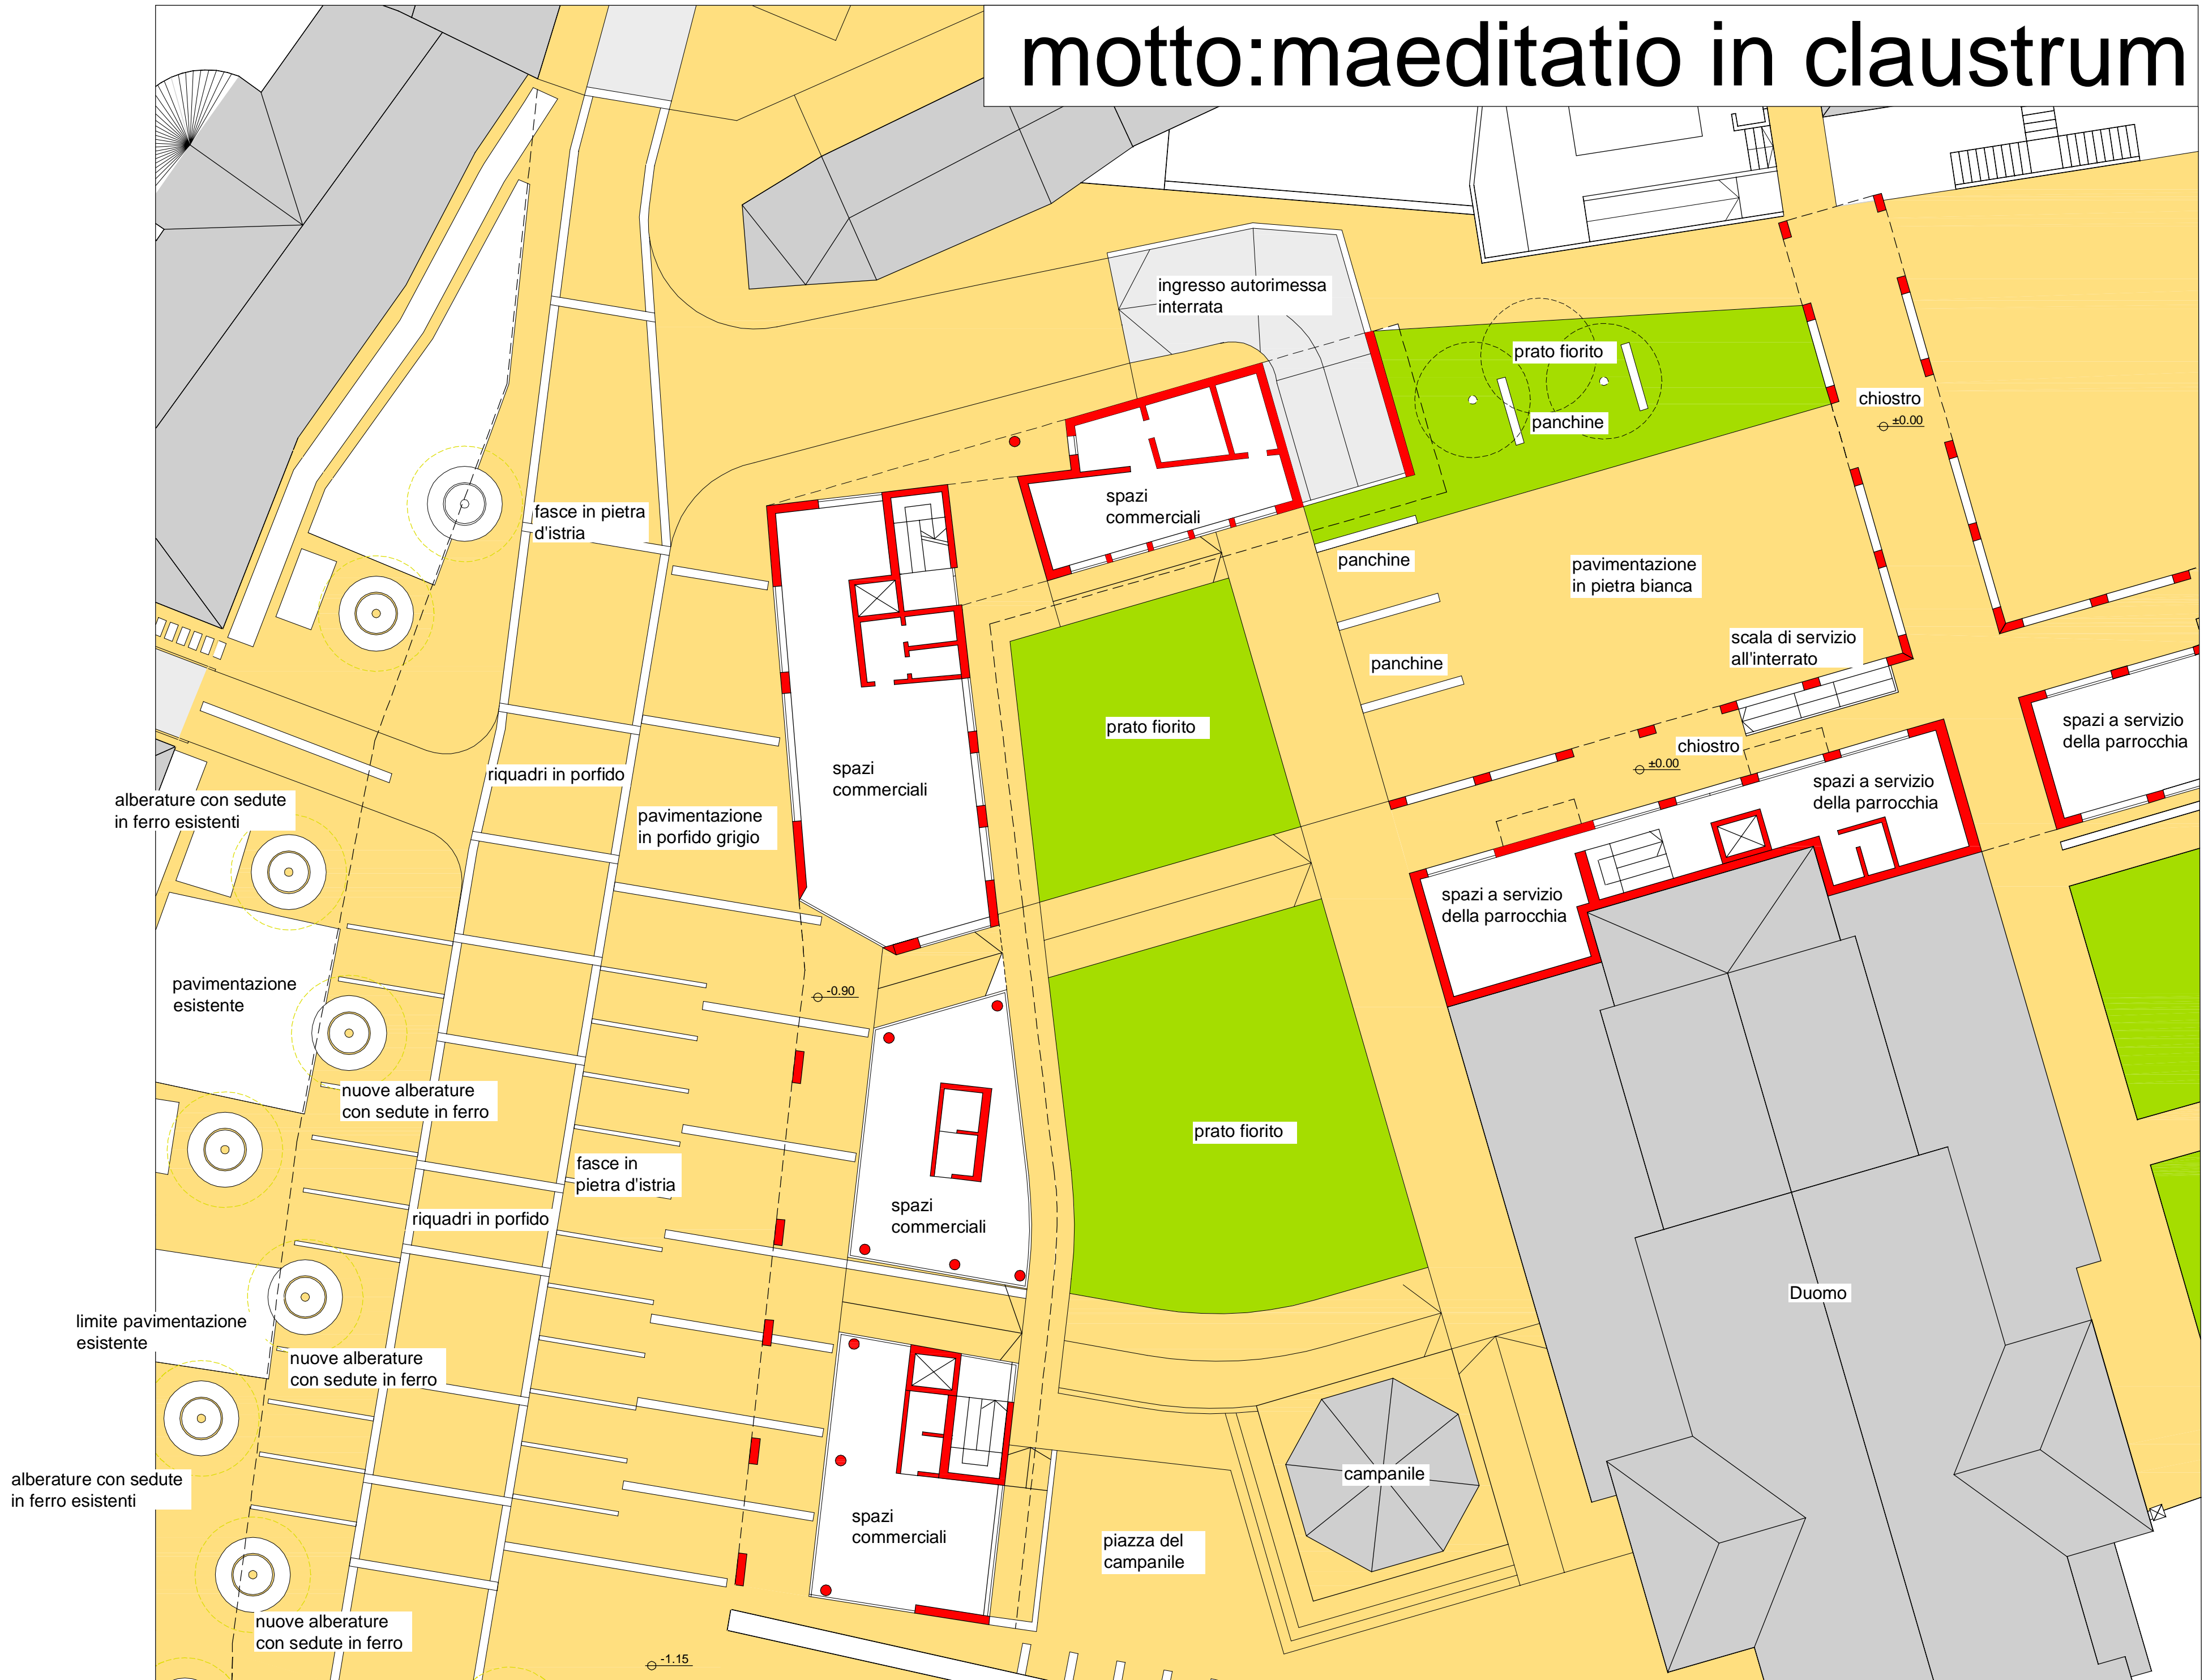 motto:maeditatio in claustrum
ingresso autorimessa
interrata
prato fiorito
panchine
chiostro
±0.00
spazi
commerciali
fasce in pietra
d'istria
panchine
pavimentazione
in pietra bianca
scala di servizio
all'interrato
panchine
prato fiorito
spazi a servizio
della parrocchia
chiostro
±0.00
riquadri in porfido
spazi
commerciali
spazi a servizio
della parrocchia
alberature con sedute
in ferro esistenti
pavimentazione
in porfido grigio
spazi a servizio
della parrocchia
pavimentazione
esistente
-0.90
nuove alberature
con sedute in ferro
prato fiorito
fasce in
pietra d'istria
riquadri in porfido
spazi
commerciali
Duomo
limite pavimentazione
esistente
nuove alberature
con sedute in ferro
alberature con sedute
in ferro esistenti
campanile
spazi
commerciali
piazza del
campanile
nuove alberature
con sedute in ferro
-1.15